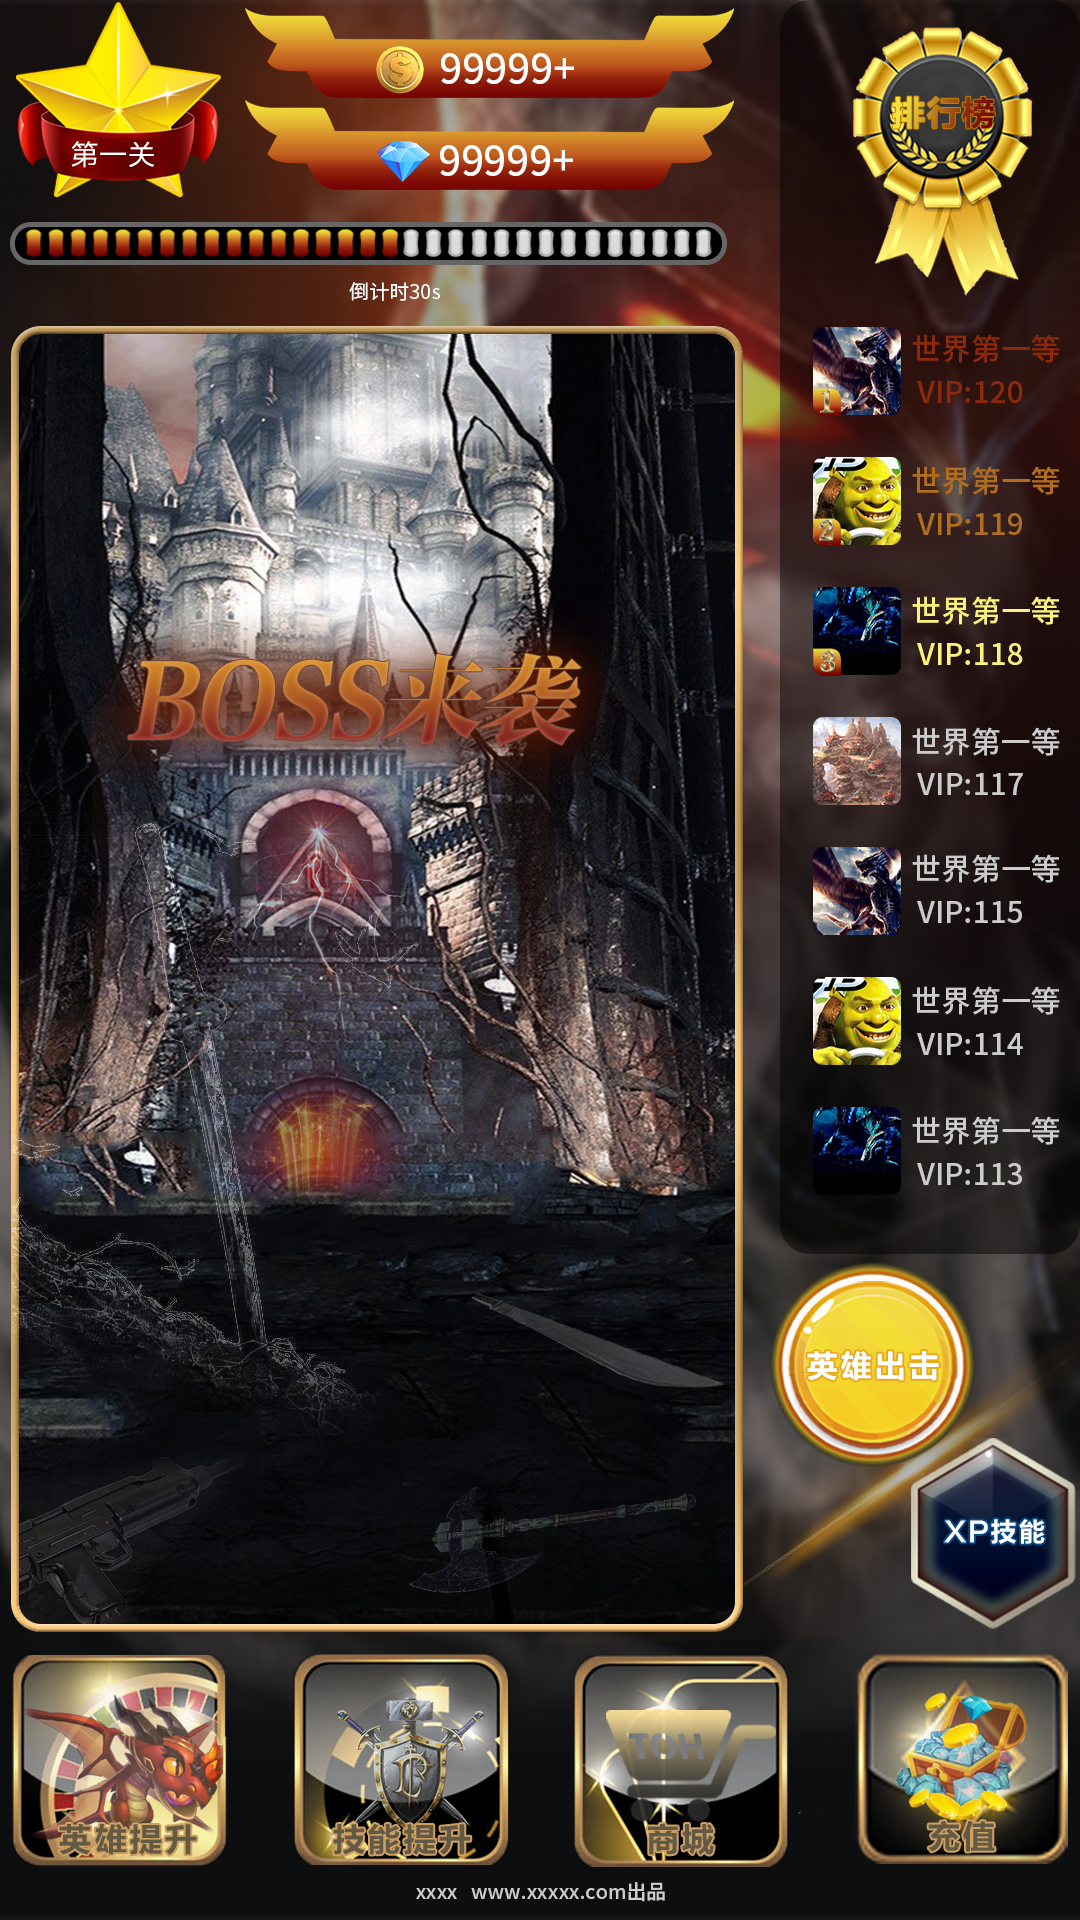 第一关
99999+
99999+
倒计时30s
排行榜
1
世界第一等
VIP:120
2
世界第一等
VIP:119
3
世界第一等
VIP:118
世界第一等
VIP:117
世界第一等
VIP:115
世界第一等
VIP:114
世界第一等
VIP:113
BOSS来袭
英雄出击
XP技能
英雄提升
技能提升
HOT
商城
充值
xxxx www.xxxxx.com出品